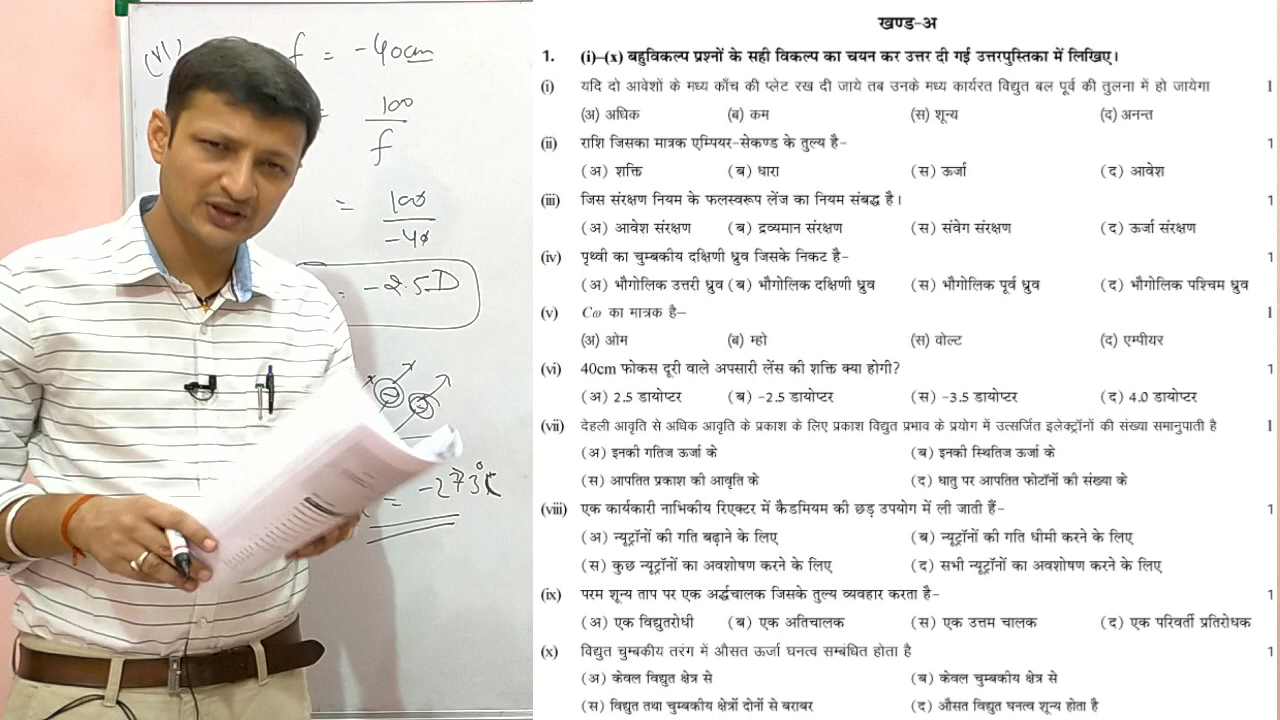 (vi) f = -40cm
= 100
f
= 100
-40
= -2.5D
= -273°C
खण्ड-अ
1. (i)-(x) बहुविकल्प प्रश्नों के सही विकल्प का चयन कर उत्तर दी गई उत्तरपुस्तिका में लिखिए।
(i) यदि दो आवेशों के मध्य काँच की प्लेट रख दी जाये तब उनके मध्य कार्यरत विद्युत बल पूर्व की तुलना में हो जायेगा 1
(अ) अधिक (ब) कम (स) शून्य (द) अनन्त
(ii) राशि जिसका मात्रक एम्पियर-सेकण्ड के तुल्य है- 1
(अ) शक्ति (ब) धारा (स) ऊर्जा (द) आवेश
(iii) जिस संरक्षण नियम के फलस्वरूप लेंज का नियम संबद्ध है। 1
(अ) आवेश संरक्षण (ब) द्रव्यमान संरक्षण (स) संवेग संरक्षण (द) ऊर्जा संरक्षण
(iv) पृथ्वी का चुम्बकीय दक्षिणी ध्रुव जिसके निकट है- 1
(अ) भौगोलिक उत्तरी ध्रुव (ब) भौगोलिक दक्षिणी ध्रुव (स) भौगोलिक पूर्व ध्रुव (द) भौगोलिक पश्चिम ध्रुव
(v) Cω का मात्रक है- 1
(अ) ओम (ब) म्हो (स) वोल्ट (द) एम्पीयर
(vi) 40cm फोकस दूरी वाले अपसारी लेंस की शक्ति क्या होगी? 1
(अ) 2.5 डायोप्टर (ब) -2.5 डायोप्टर (स) -3.5 डायोप्टर (द) 4.0 डायोप्टर
(vii) देहली आवृति से अधिक आवृति के प्रकाश के लिए प्रकाश विद्युत प्रभाव के प्रयोग में उत्सर्जित इलेक्ट्रॉनों की संख्या समानुपाती है 1
(अ) इनकी गतिज ऊर्जा के (ब) इनकी स्थितिज ऊर्जा के
(स) आपतित प्रकाश की आवृति के (द) धातु पर आपतित फोटॉनों की संख्या के
(viii) एक कार्यकारी नाभिकीय रिएक्टर में कैडमियम की छड़ उपयोग में ली जाती हैं- 1
(अ) न्यूट्रॉनों की गति बढ़ाने के लिए (ब) न्यूट्रॉनों की गति धीमी करने के लिए
(स) कुछ न्यूट्रॉनों का अवशोषण करने के लिए (द) सभी न्यूट्रॉनों का अवशोषण करने के लिए
(ix) परम शून्य ताप पर एक अर्द्धचालक जिसके तुल्य व्यवहार करता है- 1
(अ) एक विद्युतरोधी (ब) एक अतिचालक (स) एक उत्तम चालक (द) एक परिवर्ती प्रतिरोधक
(x) विद्युत चुम्बकीय तरंग में औसत ऊर्जा घनत्व सम्बंधित होता है 1
(अ) केवल विद्युत क्षेत्र से (ब) केवल चुम्बकीय क्षेत्र से
(स) विद्युत तथा चुम्बकीय क्षेत्रों दोनों से बराबर (द) औसत विद्युत घनत्व शून्य होता है